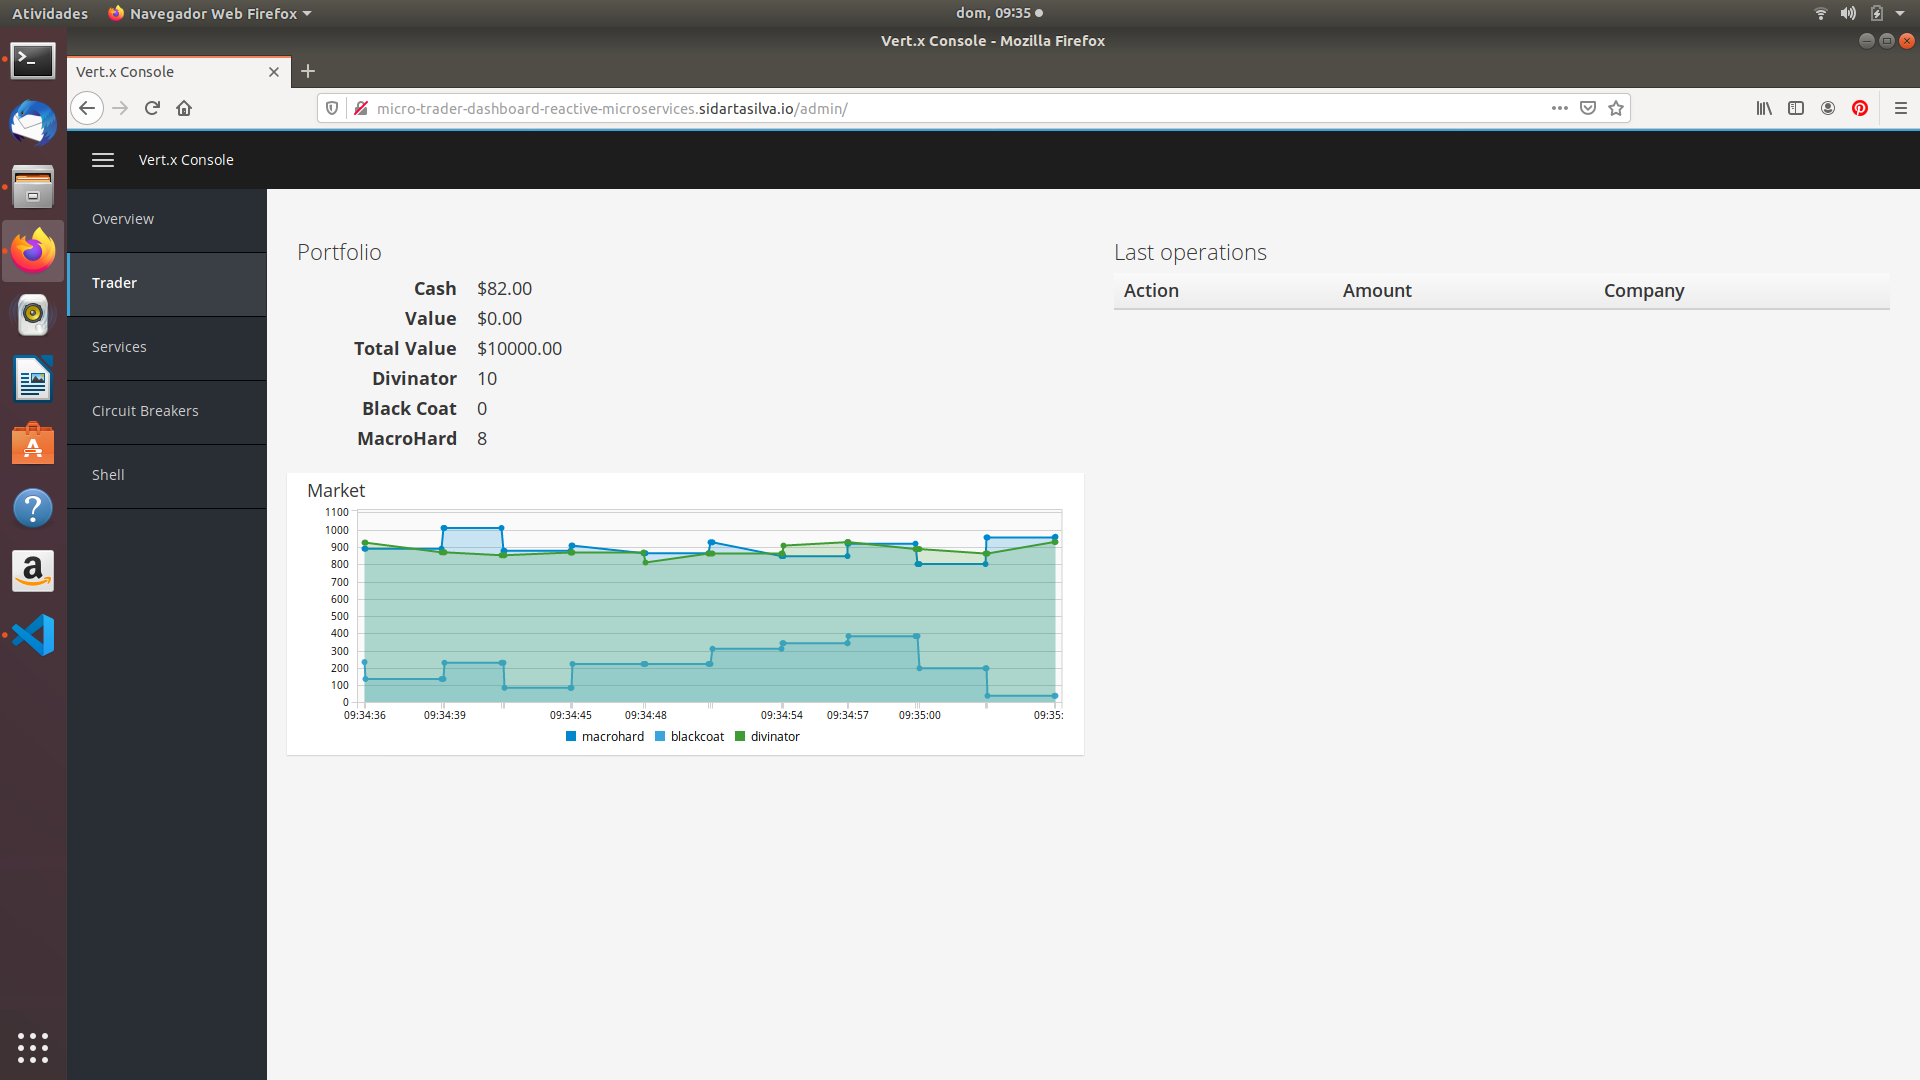 Atividades Navegador Web Firefox dom, 09:35
Vert.x Console - Mozilla Firefox
Vert.x Console
micro-trader-dashboard-reactive-microservices.sidartasilva.io/admin/
Vert.x Console
Overview
Trader
Services
Circuit Breakers
Shell
Portfolio
Cash $82.00
Value $0.00
Total Value $10000.00
Divinator 10
Black Coat 0
MacroHard 8
Last operations
Action Amount Company
Market
1100
1000
900
800
700
600
500
400
300
200
100
0
09:34:36 09:34:39 09:34:45 09:34:48 09:34:54 09:34:57 09:35:00 09:35:
macrohard blackcoat divinator